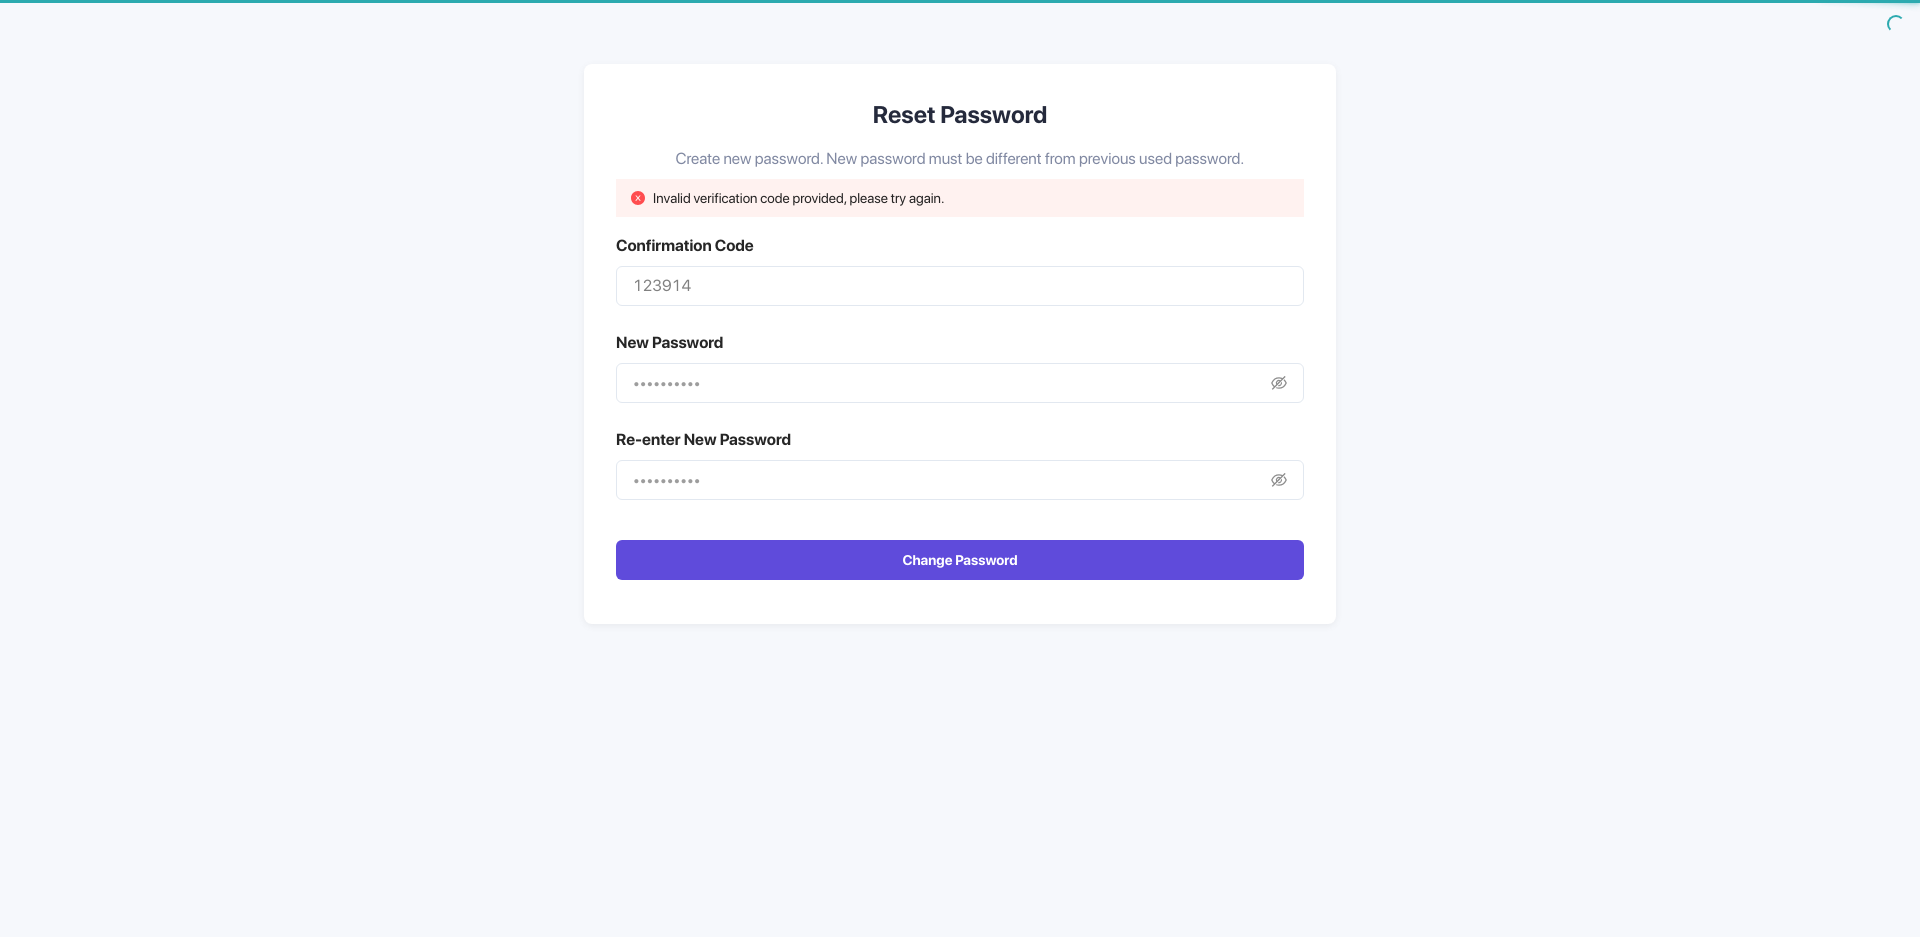 Reset Password
Create new password. New password must be different from previous used password.
Invalid verification code provided, please try again.
Confirmation Code
123914
New Password
••••••••••
Re-enter New Password
••••••••••
Change Password